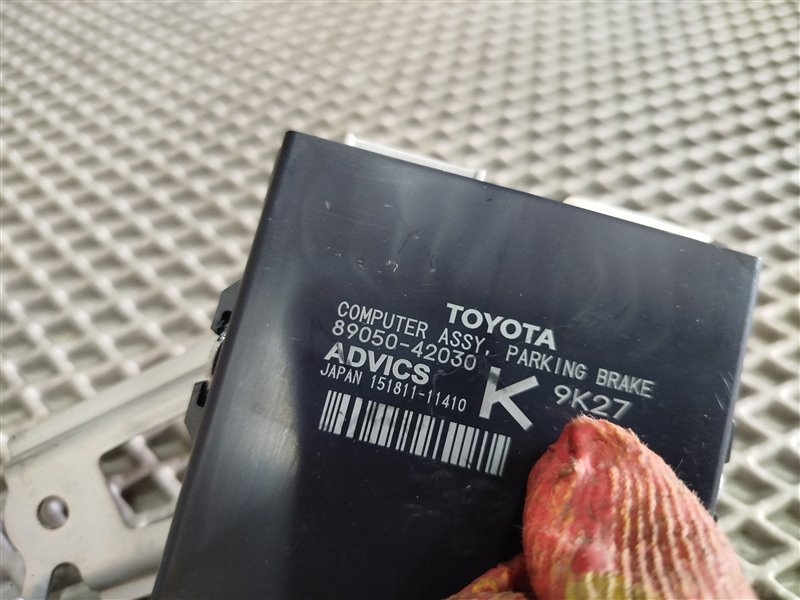 TOYOTA
COMPUTER ASSY, PARKING BRAKE
89050-42030
ADVICS K 9K27
JAPAN 151811-11410